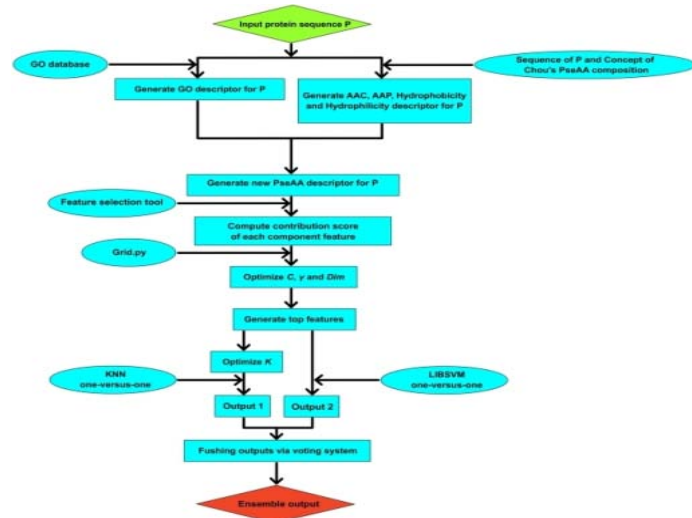 Input protein sequence P
GO database
Sequence of P and Concept of
Chou's PseAA composition
Generate GO descriptor for P
Generate AAC, AAP, Hydrophobicity
and Hydrophilicity descriptor for P
Generate new PseAA descriptor for P
Feature selection tool
Compute contribution score
of each component feature
Grid.py
Optimize C, γ and Dim
Generate top features
Optimize K
KNN
one-versus-one
LIBSVM
one-versus-one
Output 1
Output 2
Fushing outputs via voting system
Ensemble output